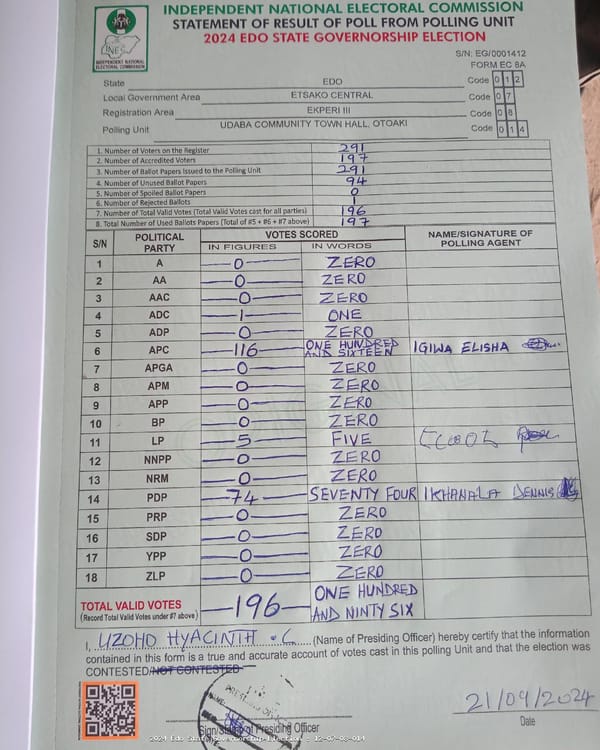 INDEPENDENT NATIONAL ELECTORAL COMMISSION
STATEMENT OF RESULT OF POLL FROM POLLING UNIT
2024 EDO STATE GOVERNORSHIP ELECTION
INEC
INDEPENDENT NATIONAL ELECTORAL COMMISSION
S/N: EG/0001412
FORM EC 8A
State EDO Code 0 1 2
Local Government Area ETSAKO CENTRAL Code 0 7
Registration Area EKPERI III Code 0 8
Polling Unit UDABA COMMUNITY TOWN HALL, OTOAKI Code 0 1 4
1. Number of Voters on the Register 291
2. Number of Accredited Voters 197
3. Number of Ballot Papers Issued to the Polling Unit 291
4. Number of Unused Ballot Papers 94
5. Number of Spoiled Ballot Papers 0
6. Number of Rejected Ballots 1
7. Number of Total Valid Votes (Total Valid Votes cast for all parties) 196
8. Total Number of Used Ballots Papers (Total of #5 + #6 + #7 above) 97
S/N POLITICAL PARTY VOTES SCORED NAME/SIGNATURE OF POLLING AGENT
IN FIGURES IN WORDS
1 A 0 ZERO
2 AA 0 ZERO
3 AAC 0 ZERO
4 ADC 1 ONE
5 ADP 0 ZERO
6 APC 116 ONE HUNDRED AND SIXTEEN IGIWA ELISHA
7 APGA 0 ZERO
8 APM 0 ZERO
9 APP 0 ZERO
10 BP 0 ZERO
11 LP 5 FIVE
12 NNPP 0 ZERO
13 NRM 0 ZERO
14 PDP 74 SEVENTY FOUR IKHANALA DENNIS
15 PRP 0 ZERO
16 SDP 0 ZERO
17 YPP 0 ZERO
18 ZLP 0 ZERO
TOTAL VALID VOTES 196 ONE HUNDRED
(Record Total Valid Votes under #7 above) AND NINTY SIX
I, UZOHO HYACINTH . C (Name of Presiding Officer) hereby certify that the information
contained in this form is a true and accurate account of votes cast in this polling Unit and that the election was
CONTESTED/NOT CONTESTED
21/09/2024
Sign/ of Presiding Officer Date
2024 Edo State Governorship Election - 12-07-08-014